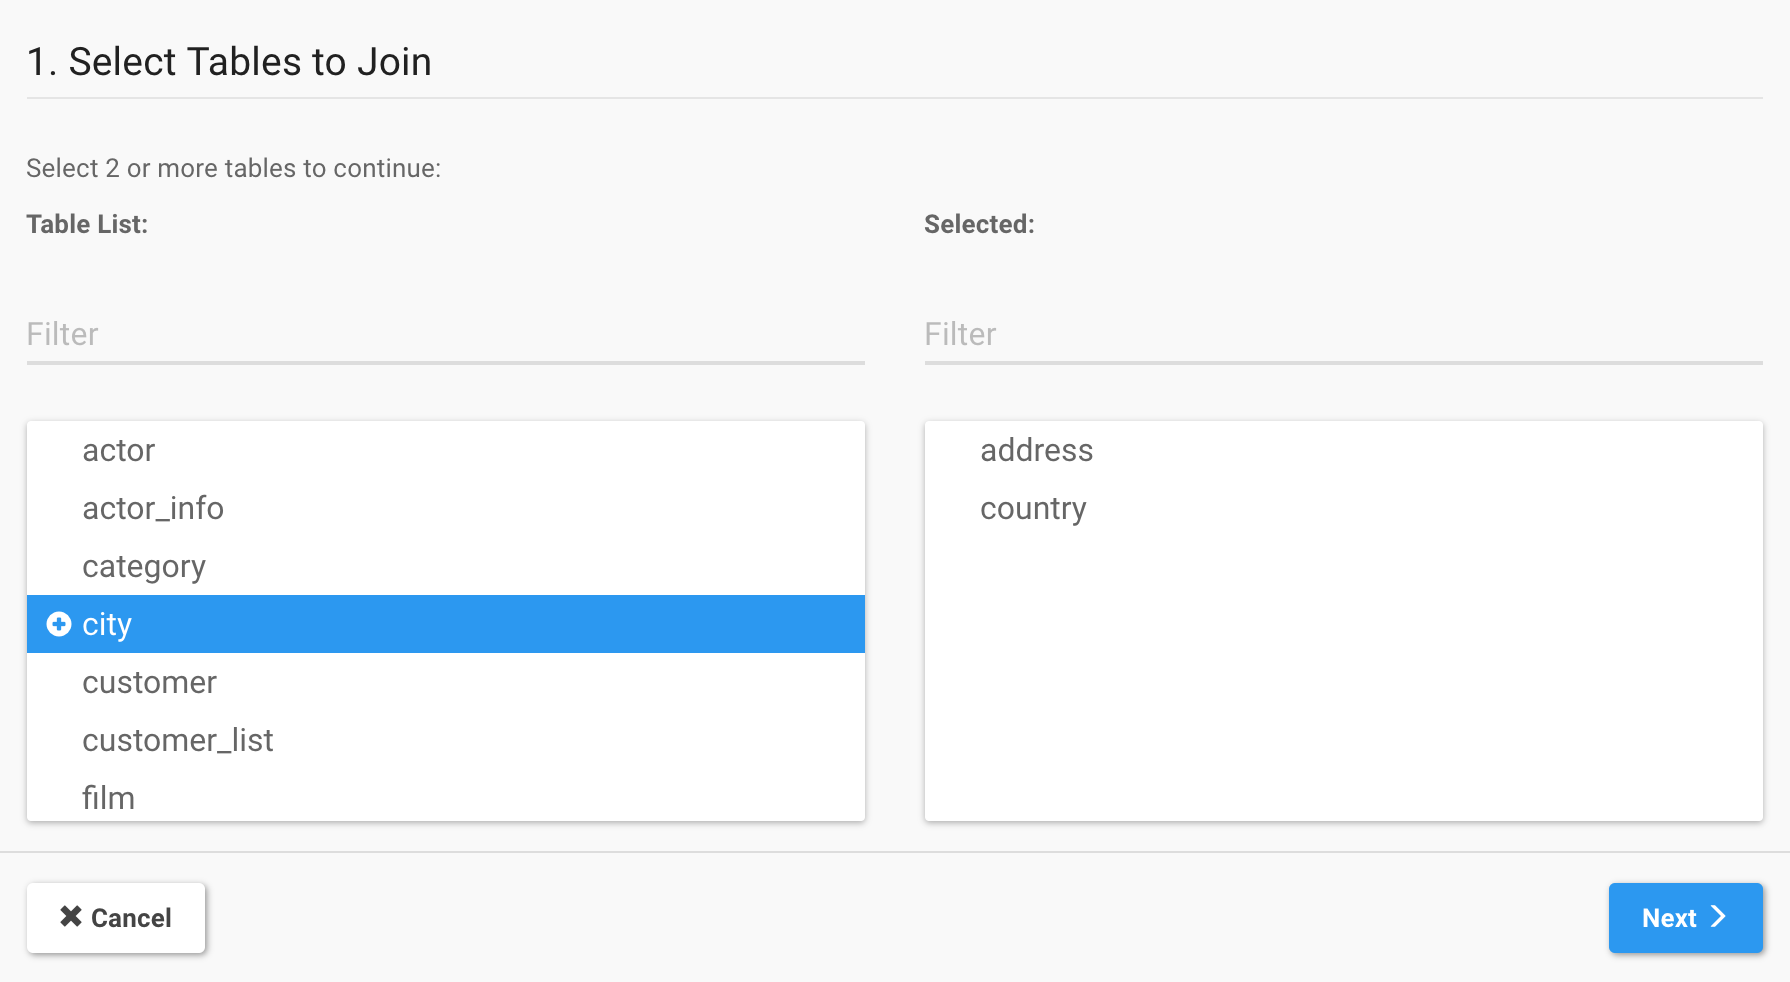 1. Select Tables to Join
Select 2 or more tables to continue:
Table List:
Selected:
Filter
Filter
actor
actor_info
category
city
customer
customer_list
film
address
country
Cancel
Next